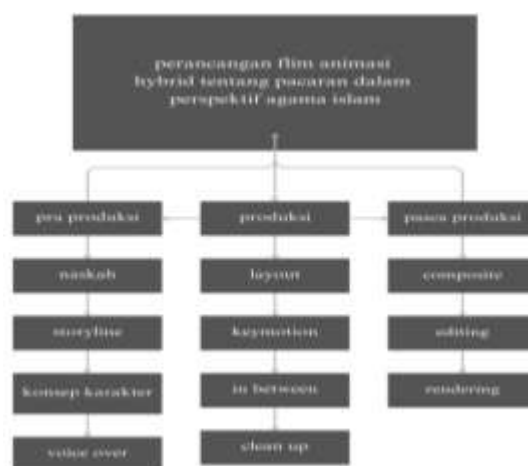 perancangan flim animasi
hybrid tentang pacaran dalam
perspektif agama islam
pra produksi
produksi
pasca produksi
naskah
layout
composite
storyline
keymotion
editing
konsep karakter
in between
rendering
voice over
clean up